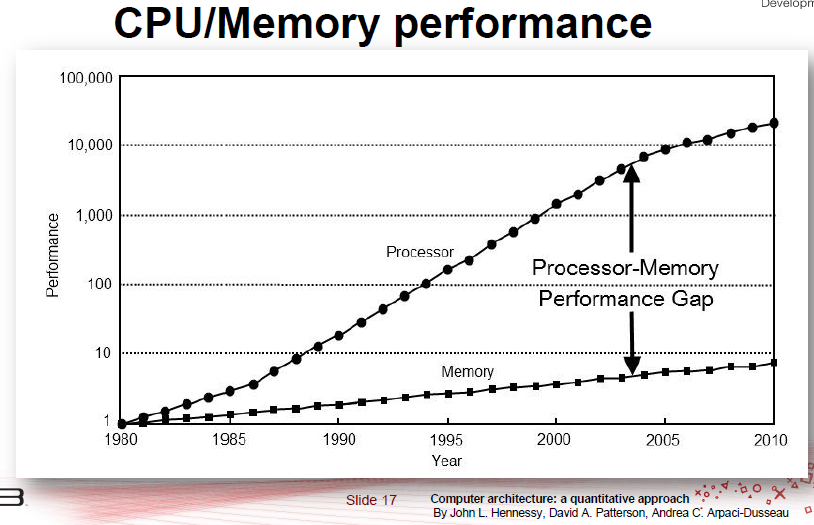 Developm
CPU/Memory performance
100,000
10,000
1,000
100
10
1
Performance
Processor
Processor-Memory
Performance Gap
Memory
1980 1985 1990 1995 2000 2005 2010
Year
Slide 17
Computer architecture: a quantitative approach
By John L. Hennessy, David A. Patterson, Andrea C. Arpaci-Dusseau